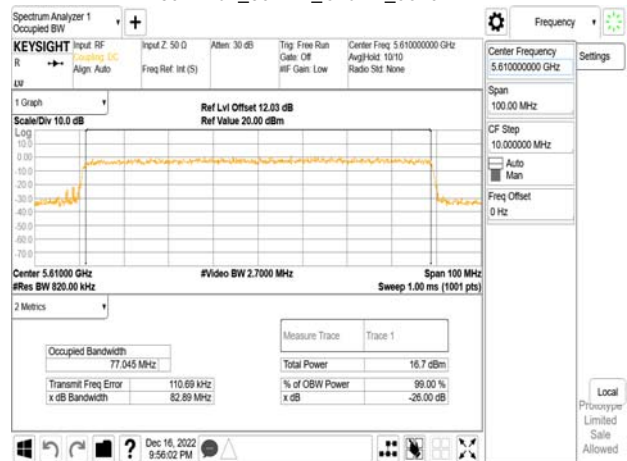 Spectrum Analyzer 1
Occupied BW
Frequency
KEYSIGHT
R
Input: RF
Coupling: DC
Align: Auto
Input Z: 50 Ω
Freq Ref: Int (S)
Atten: 30 dB
Trig: Free Run
Gate: Off
#IF Gain: Low
Center Freq: 5.610000000 GHz
Avg|Hold: 10/10
Radio Std: None
Center Frequency
5.610000000 GHz
Settings
Span
100.00 MHz
CF Step
10.000000 MHz
Auto
Man
Freq Offset
0 Hz
1 Graph
Ref Lvl Offset 12.03 dB
Scale/Div 10.0 dB
Ref Value 20.00 dBm
Log
10.0
0.00
-10.0
-20.0
-30.0
-40.0
-50.0
-60.0
-70.0
Center 5.61000 GHz
#Video BW 2.7000 MHz
Span 100 MHz
#Res BW 820.00 kHz
Sweep 1.00 ms (1001 pts)
2 Metrics
Measure Trace
Trace 1
Occupied Bandwidth
77.045 MHz
Total Power
16.7 dBm
Transmit Freq Error
110.69 kHz
% of OBW Power
99.00 %
x dB Bandwidth
82.89 MHz
x dB
-26.00 dB
Local
Prototype
Limited
Sale
Allowed
?
Dec 16, 2022
9:56:02 PM